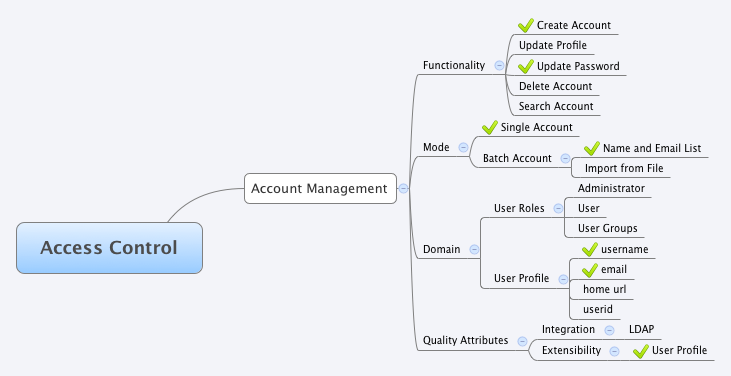 Access Control
Account Management
Functionality
Create Account
Update Profile
Update Password
Delete Account
Search Account
Mode
Single Account
Batch Account
Name and Email List
Import from File
Domain
User Roles
Administrator
User
User Groups
User Profile
username
email
home url
userid
Quality Attributes
Integration
LDAP
Extensibility
User Profile